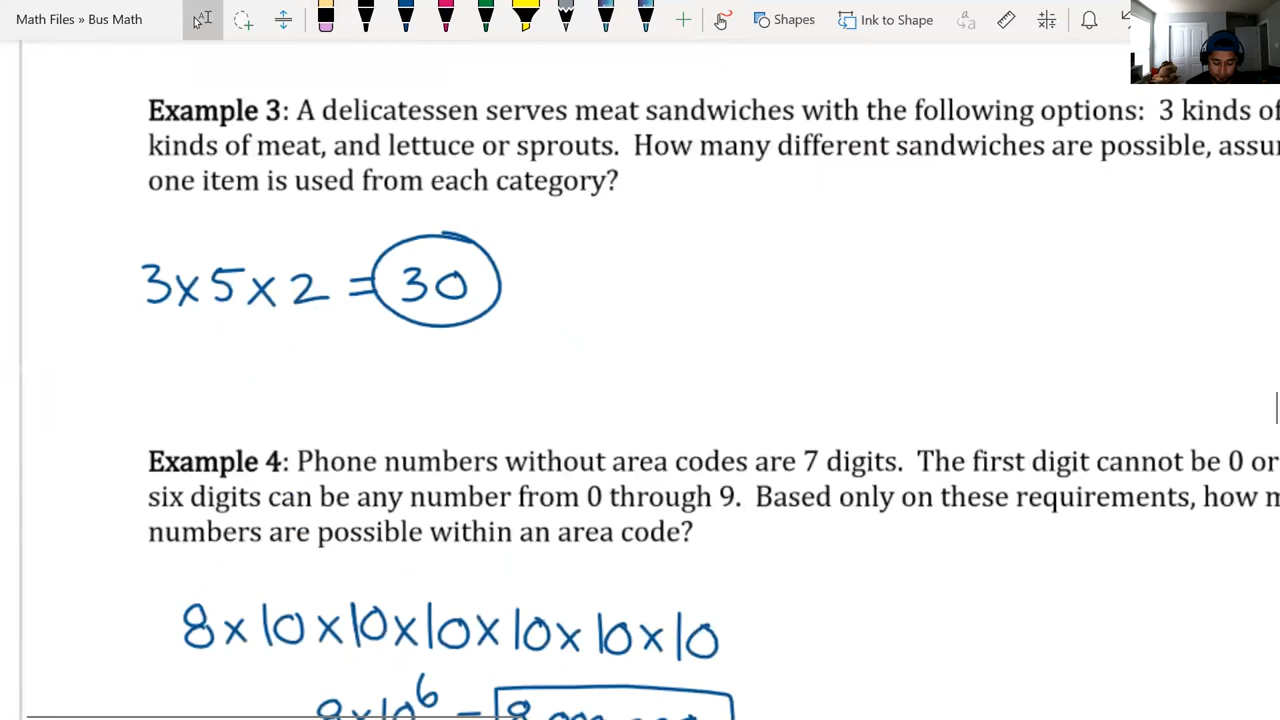 Math Files » Bus Math
Shapes
Ink to Shape
Example 3: A delicatessen serves meat sandwiches with the following options: 3 kinds of
kinds of meat, and lettuce or sprouts. How many different sandwiches are possible, assu
one item is used from each category?
3x5x2 = 30
Example 4: Phone numbers without area codes are 7 digits. The first digit cannot be 0 or
six digits can be any number from 0 through 9. Based only on these requirements, how m
numbers are possible within an area code?
8x10x10x10x10x10x10
8x10⁶ =